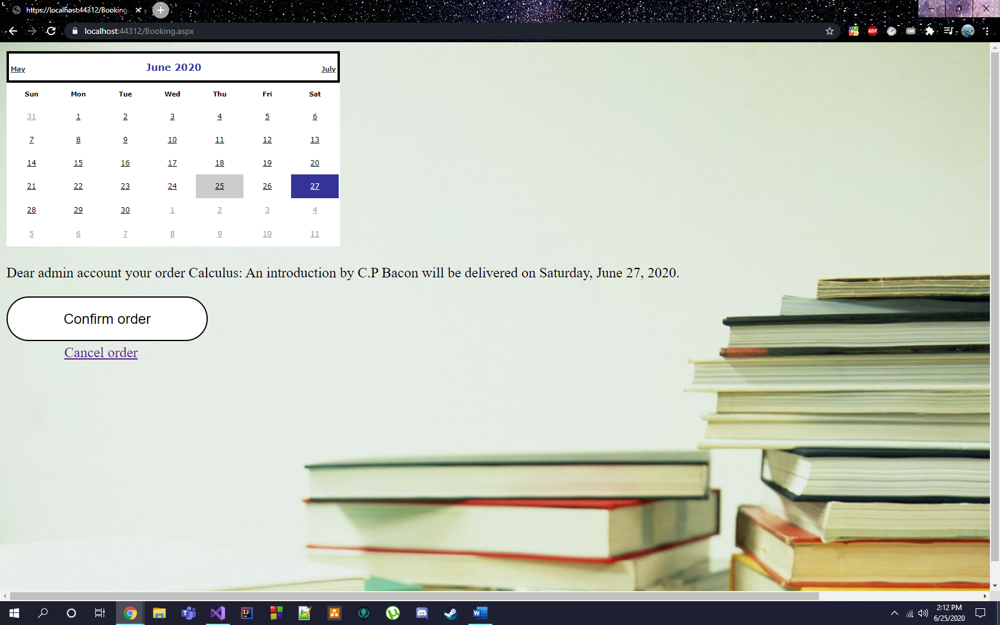 https://localhost:44312/Booking
localhost:44312/Booking.aspx
ABP
May June 2020 July
Sun Mon Tue Wed Thu Fri Sat
31 1 2 3 4 5 6
7 8 9 10 11 12 13
14 15 16 17 18 19 20
21 22 23 24 25 26 27
28 29 30 1 2 3 4
5 6 7 8 9 10 11
Dear admin account your order Calculus: An introduction by C.P Bacon will be delivered on Saturday, June 27, 2020.
Confirm order
Cancel order
2:12 PM
6/25/2020